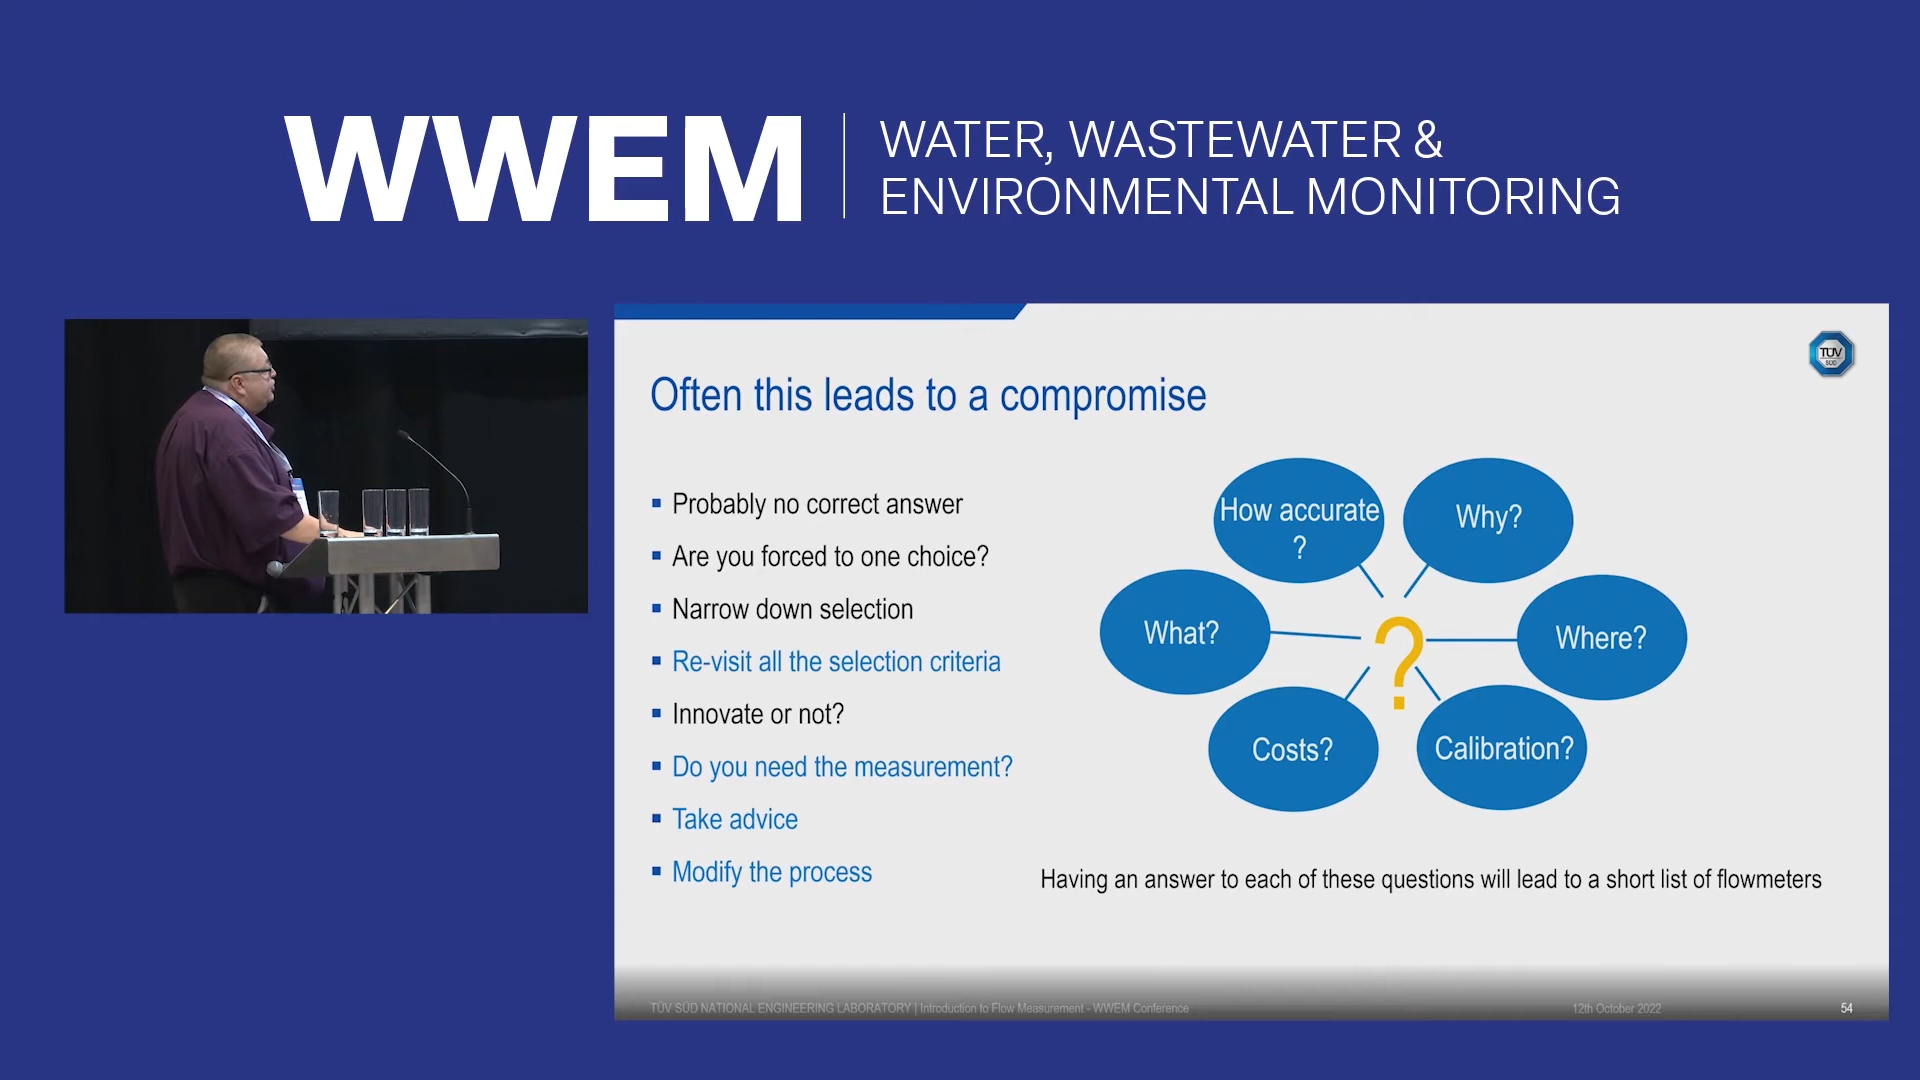 WWEM
WATER, WASTEWATER &
ENVIRONMENTAL MONITORING
TÜV
SÜD
Often this leads to a compromise
Probably no correct answer
Are you forced to one choice?
Narrow down selection
Re-visit all the selection criteria
Innovate or not?
Do you need the measurement?
Take advice
Modify the process
How accurate
?
Why?
What?
?
Where?
Costs?
Calibration?
Having an answer to each of these questions will lead to a short list of flowmeters
TÜV SÜD NATIONAL ENGINEERING LABORATORY | Introduction to Flow Measurement - WWEM Conference
12th October 2022
54